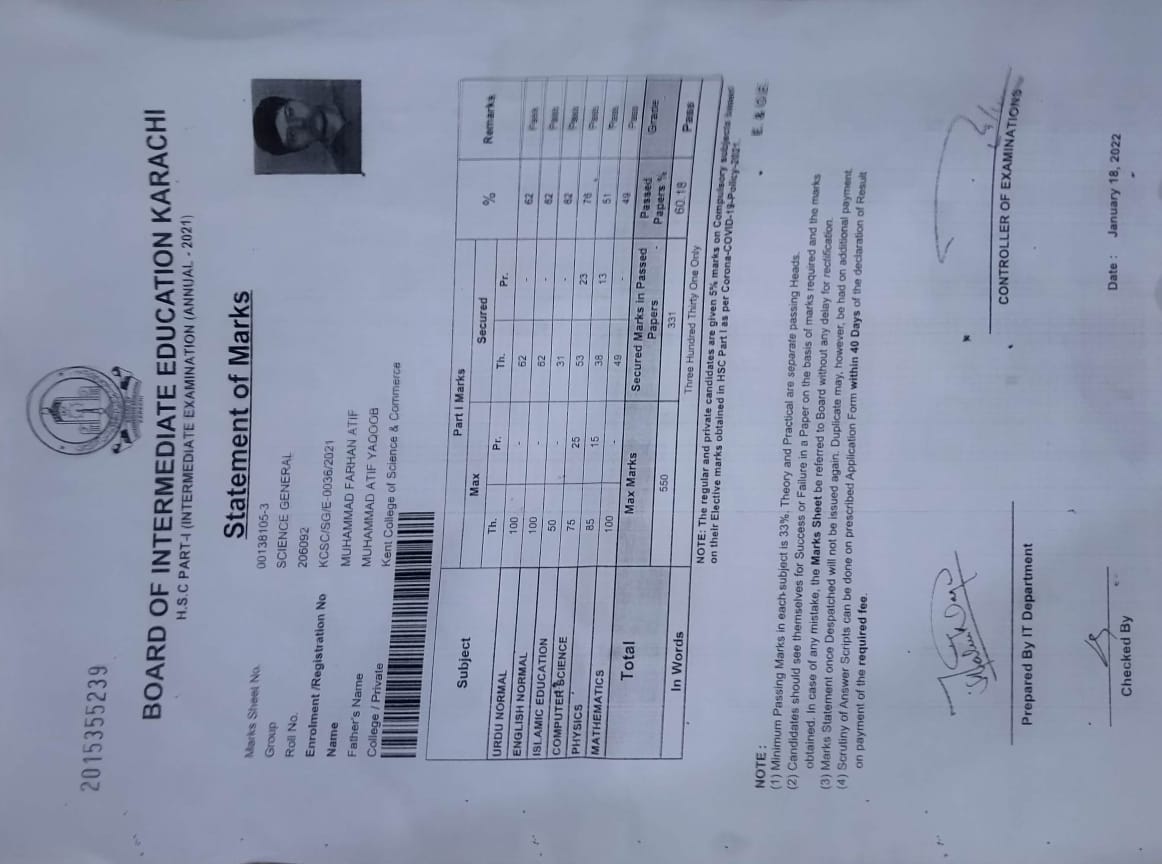 2015355239
BOARD OF INTERMEDIATE EDUCATION KARACHI
H.S.C PART-I (INTERMEDIATE EXAMINATION (ANNUAL - 2021)
Statement of Marks
Marks Sheet No. 00138105-3
Group SCIENCE GENERAL
Roll No. 206092
Enrolment /Registration No KCSC/SG/E-0036/2021
Name MUHAMMAD FARHAN ATIF
Father's Name MUHAMMAD ATIF YAQOOB
College / Private Kent College of Science & Commerce
Subject Part I Marks % Remarks
Max Secured
Th. Pr. Th. Pr.
URDU NORMAL 100 - 62 - 62 Pass
ENGLISH NORMAL 100 - 62 - 62 Pass
ISLAMIC EDUCATION 50 - 31 - 62 Pass
COMPUTER SCIENCE 75 25 53 23 76 Pass
PHYSICS 85 15 38 13 51 Pass
MATHEMATICS 100 - 49 - 49 Pass
Total Max Marks Secured Marks in Passed Papers Passed Papers % Grade
550 331 60.18 Pass
In Words Three Hundred Thirty One Only
NOTE: The regular and private candidates are given 5% marks on Compulsory subjects based
on their Elective marks obtained in HSC Part I as per Corona-COVID-19-Policy-2021.
E. & O.E.
NOTE :
(1) Minimum Passing Marks in each subject is 33%, Theory and Practical are separate passing Heads.
(2) Candidates should see themselves for Success or Failure in a Paper on the basis of marks required and the marks
obtained. In case of any mistake, the Marks Sheet be referred to Board without any delay for rectification.
(3) Marks Statement once Despatched will not be issued again. Duplicate may, however, be had on additional payment.
(4) Scrutiny of Answer Scripts can be done on prescribed Application Form within 40 Days of the declaration of Result
on payment of the required fee.
Prepared By IT Department
CONTROLLER OF EXAMINATIONS
Checked By
Date : January 18, 2022